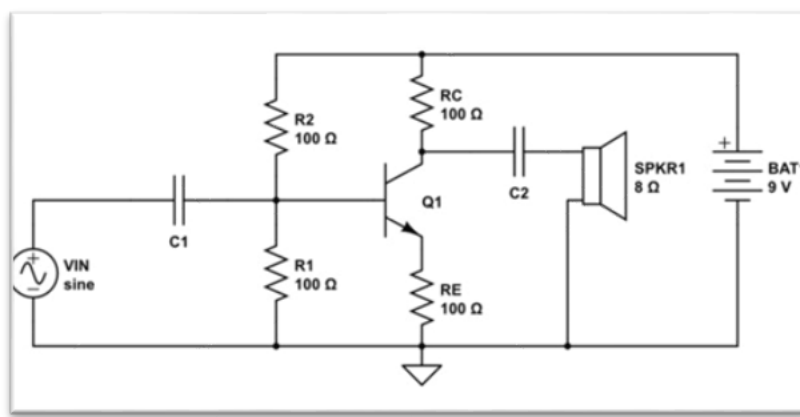 RC
100 Ω
R2
100 Ω
+
SPKR1
8 Ω
BAT
9 V
Q1
C2
C1
+
VIN
sine
R1
100 Ω
RE
100 Ω